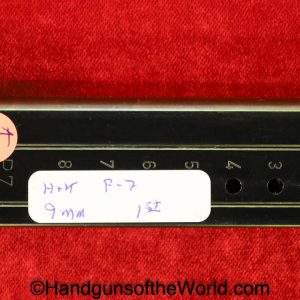 8 7 6 5 4 3
H+K P-7
9mm 1st
©HandgunsoftheWorld.com